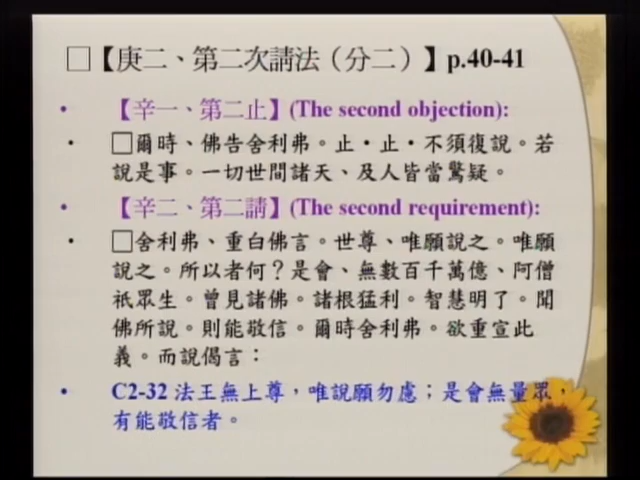 □【庚二、第二次請法（分二）】p.40-41
• 【辛一、第二止】(The second objection):
• □爾時、佛告舍利弗。止‧止‧不須復說。若
說是事。一切世間諸天、及人皆當驚疑。
• 【辛二、第二請】(The second requirement):
• □舍利弗、重白佛言。世尊、唯願說之。唯願
說之。所以者何？是會、無數百千萬億、阿僧
祇眾生。曾見諸佛。諸根猛利。智慧明了。聞
佛所說。則能敬信。爾時舍利弗。欲重宣此
義。而說偈言：
• C2-32 法王無上尊，唯說願勿慮；是會無量眾，
有能敬信者。